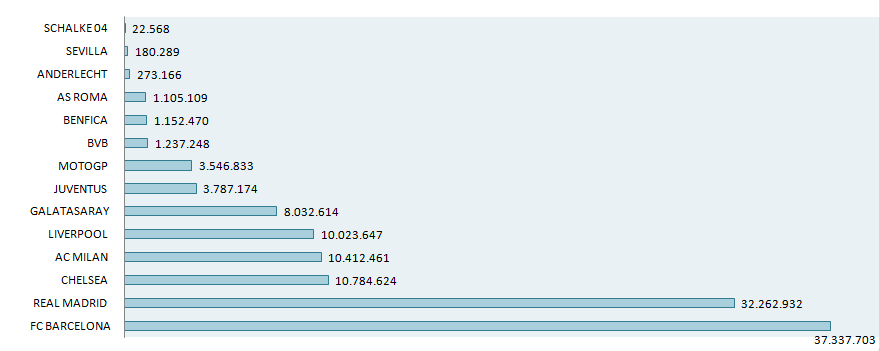 SCHALKE 04 22.568
SEVILLA 180.289
ANDERLECHT 273.166
AS ROMA 1.105.109
BENFICA 1.152.470
BVB 1.237.248
MOTOGP 3.546.833
JUVENTUS 3.787.174
GALATASARAY 8.032.614
LIVERPOOL 10.023.647
AC MILAN 10.412.461
CHELSEA 10.784.624
REAL MADRID 32.262.932
FC BARCELONA 37.337.703